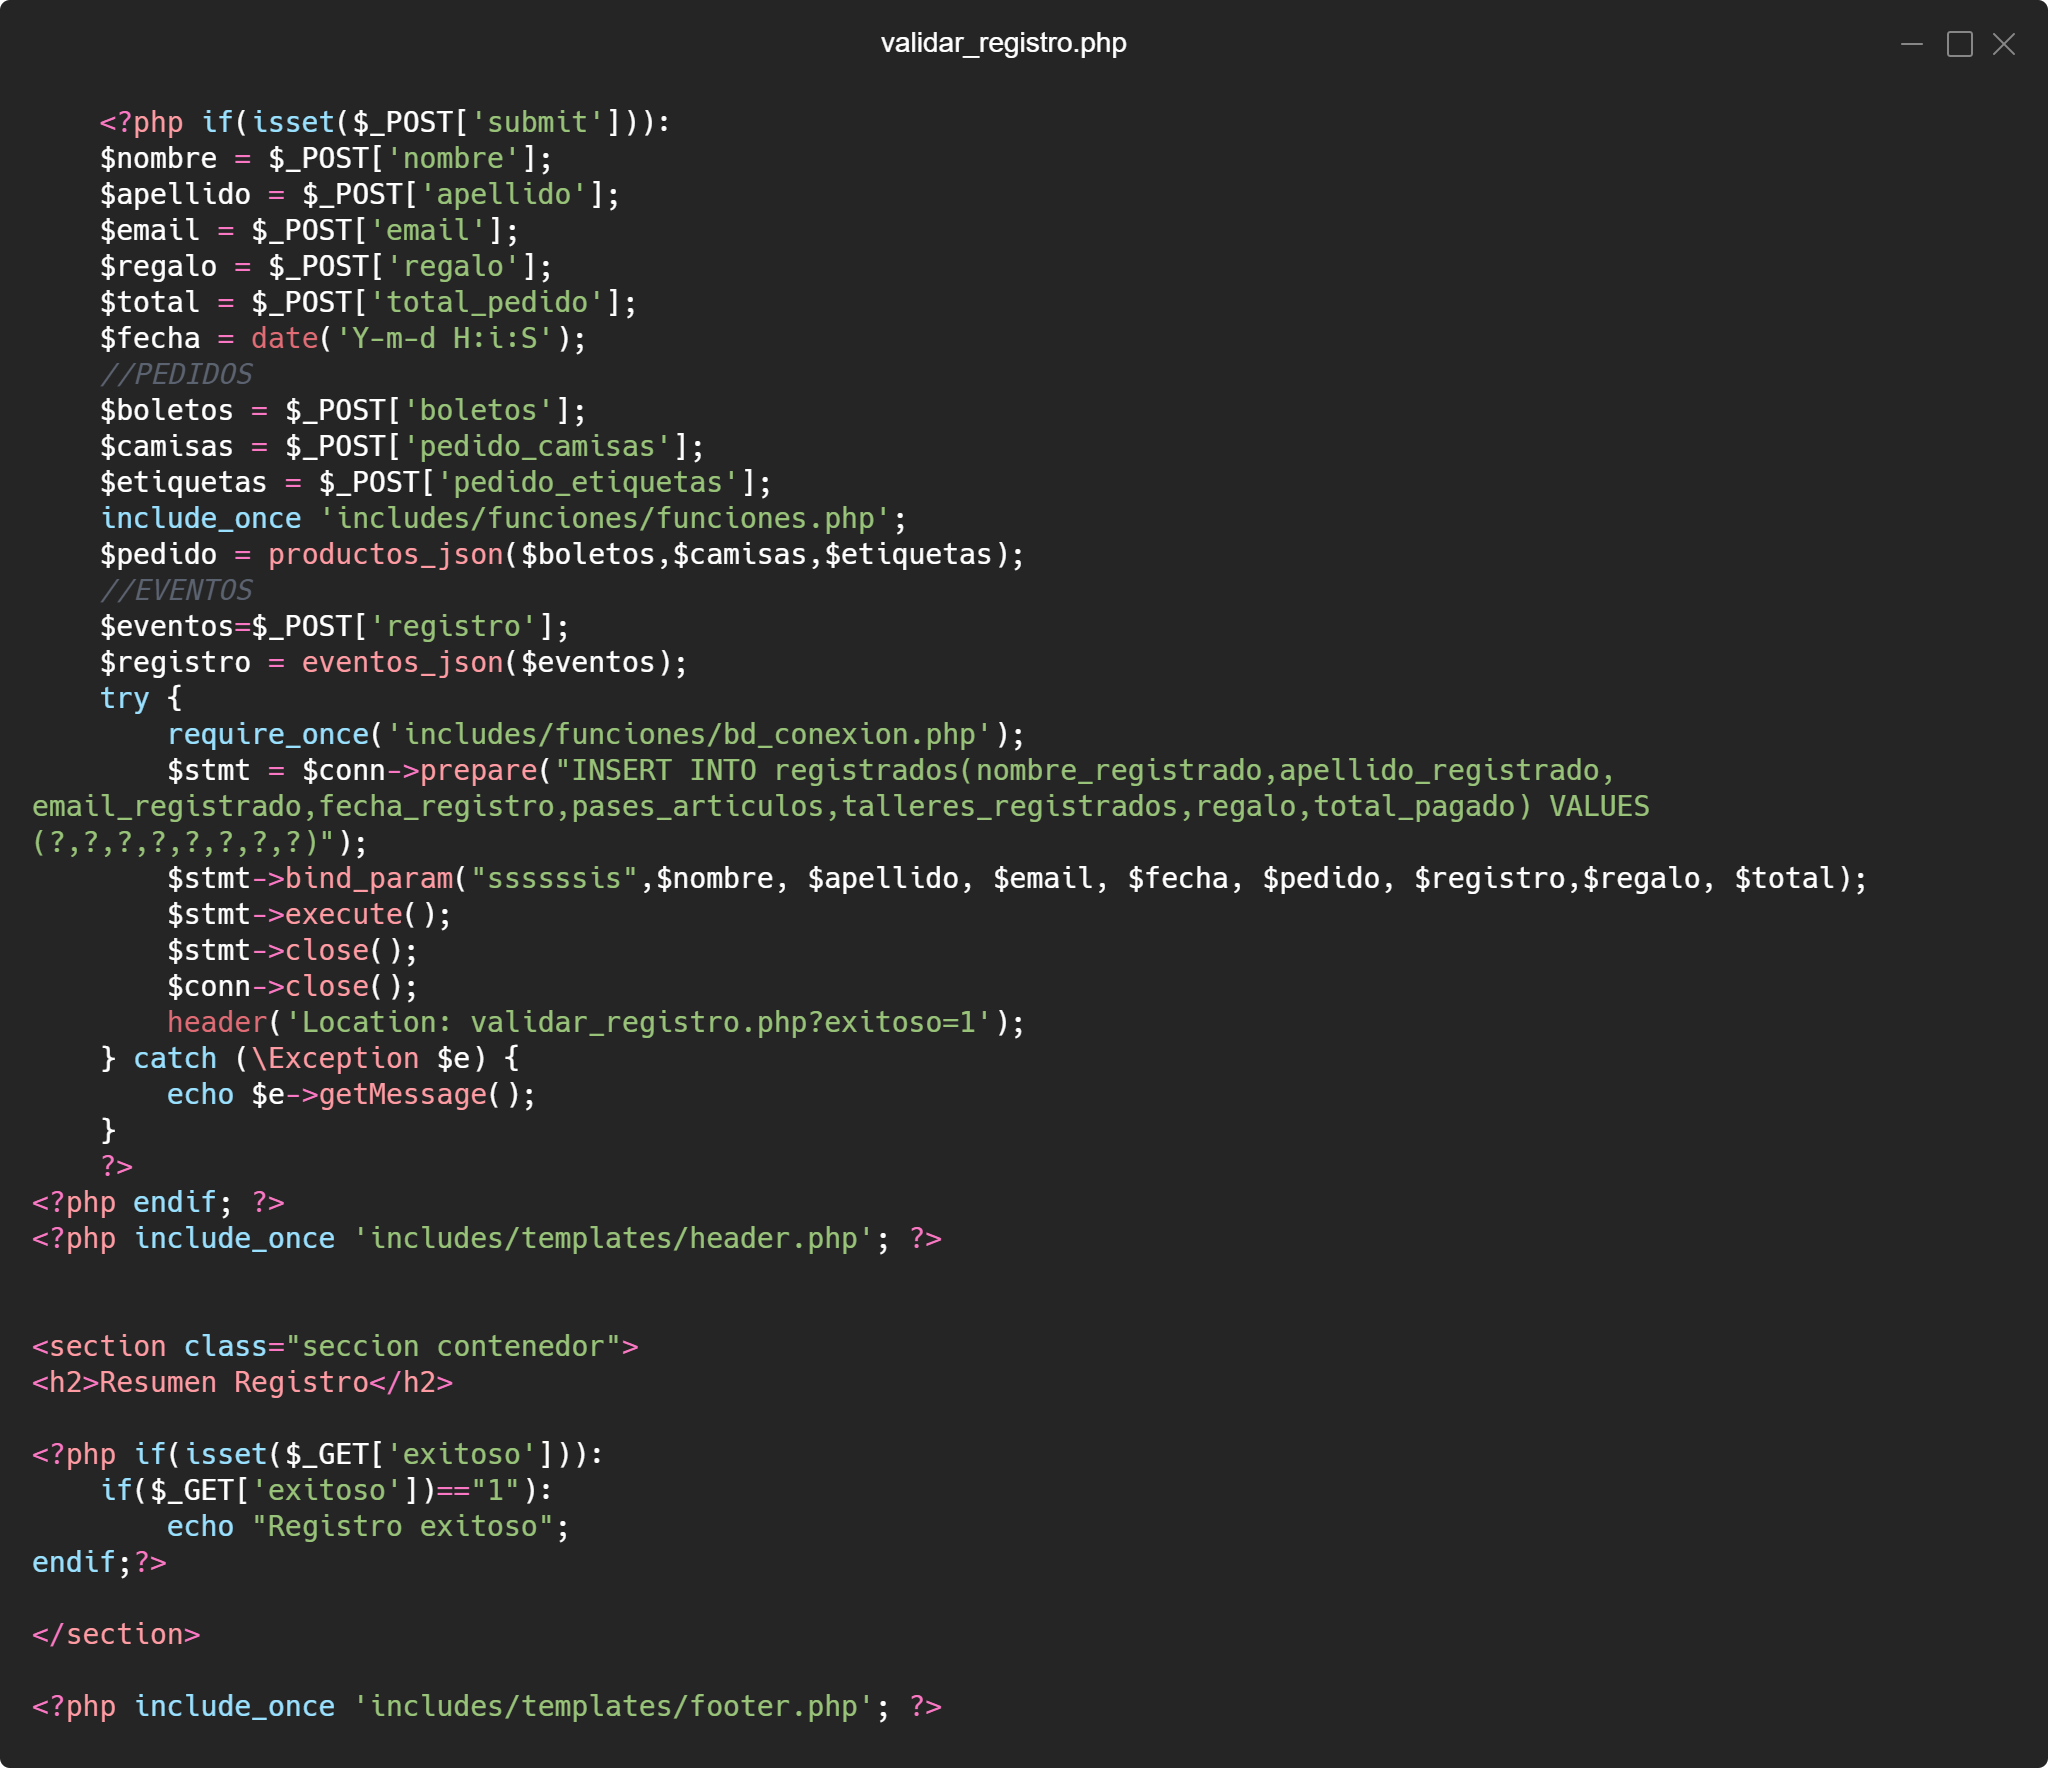 validar_registro.php
<?php if(isset($_POST['submit'])):
$nombre = $_POST['nombre'];
$apellido = $_POST['apellido'];
$email = $_POST['email'];
$regalo = $_POST['regalo'];
$total = $_POST['total_pedido'];
$fecha = date('Y-m-d H:i:S');
//PEDIDOS
$boletos = $_POST['boletos'];
$camisas = $_POST['pedido_camisas'];
$etiquetas = $_POST['pedido_etiquetas'];
include_once 'includes/funciones/funciones.php';
$pedido = productos_json($boletos,$camisas,$etiquetas);
//EVENTOS
$eventos=$_POST['registro'];
$registro = eventos_json($eventos);
try {
require_once('includes/funciones/bd_conexion.php');
$stmt = $conn->prepare("INSERT INTO registrados(nombre_registrado,apellido_registrado,
email_registrado,fecha_registro,pases_articulos,talleres_registrados,regalo,total_pagado) VALUES
(?,?,?,?,?,?,?,?)");
$stmt->bind_param("ssssssis",$nombre, $apellido, $email, $fecha, $pedido, $registro,$regalo, $total);
$stmt->execute();
$stmt->close();
$conn->close();
header('Location: validar_registro.php?exitoso=1');
} catch (\Exception $e) {
echo $e->getMessage();
}
?>
<?php endif; ?>
<?php include_once 'includes/templates/header.php'; ?>
<section class="seccion contenedor">
<h2>Resumen Registro</h2>
<?php if(isset($_GET['exitoso'])):
if($_GET['exitoso'])=="1"):
echo "Registro exitoso";
endif;?>
</section>
<?php include_once 'includes/templates/footer.php'; ?>